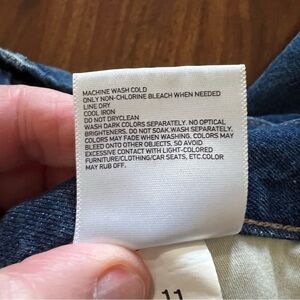 MACHINE WASH COLD
ONLY NON-CHLORINE BLEACH WHEN NEEDED
LINE DRY
COOL IRON
DO NOT DRYCLEAN
WASH DARK COLORS SEPARATELY. NO OPTICAL
BRIGHTENERS. DO NOT SOAK.WASH SEPARATELY.
COLORS MAY FADE WHEN WASHING. COLORS MAY
BLEED ONTO OTHER OBJECTS. SO AVOID
EXCESSIVE CONTACT WITH LIGHT-COLORED
FURNITURE/CLOTHING/CAR SEATS, ETC.COLOR
MAY RUB OFF.
11